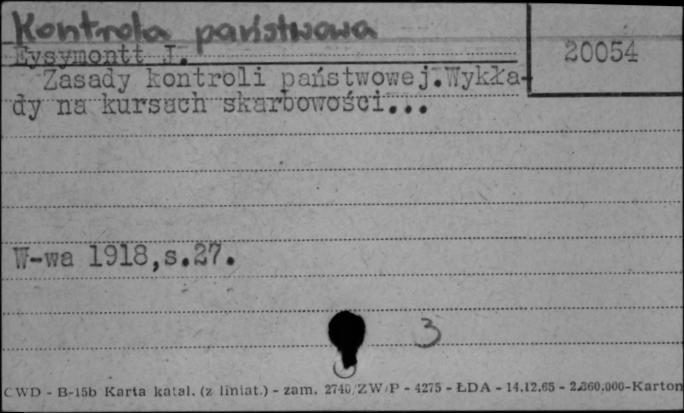 Kontrola państwowa
Eysymontt J.
20054
Zasady kontroli państwowej.Wykła-
dy na kursach skarbowości...
W-wa 1918,s.27.
3
CWD - B-15b Karta katal. (z liniat.) - zam. 2740/ZW/P - 4275 - ŁDA - 14.12.65 - 2.860.000-Karton